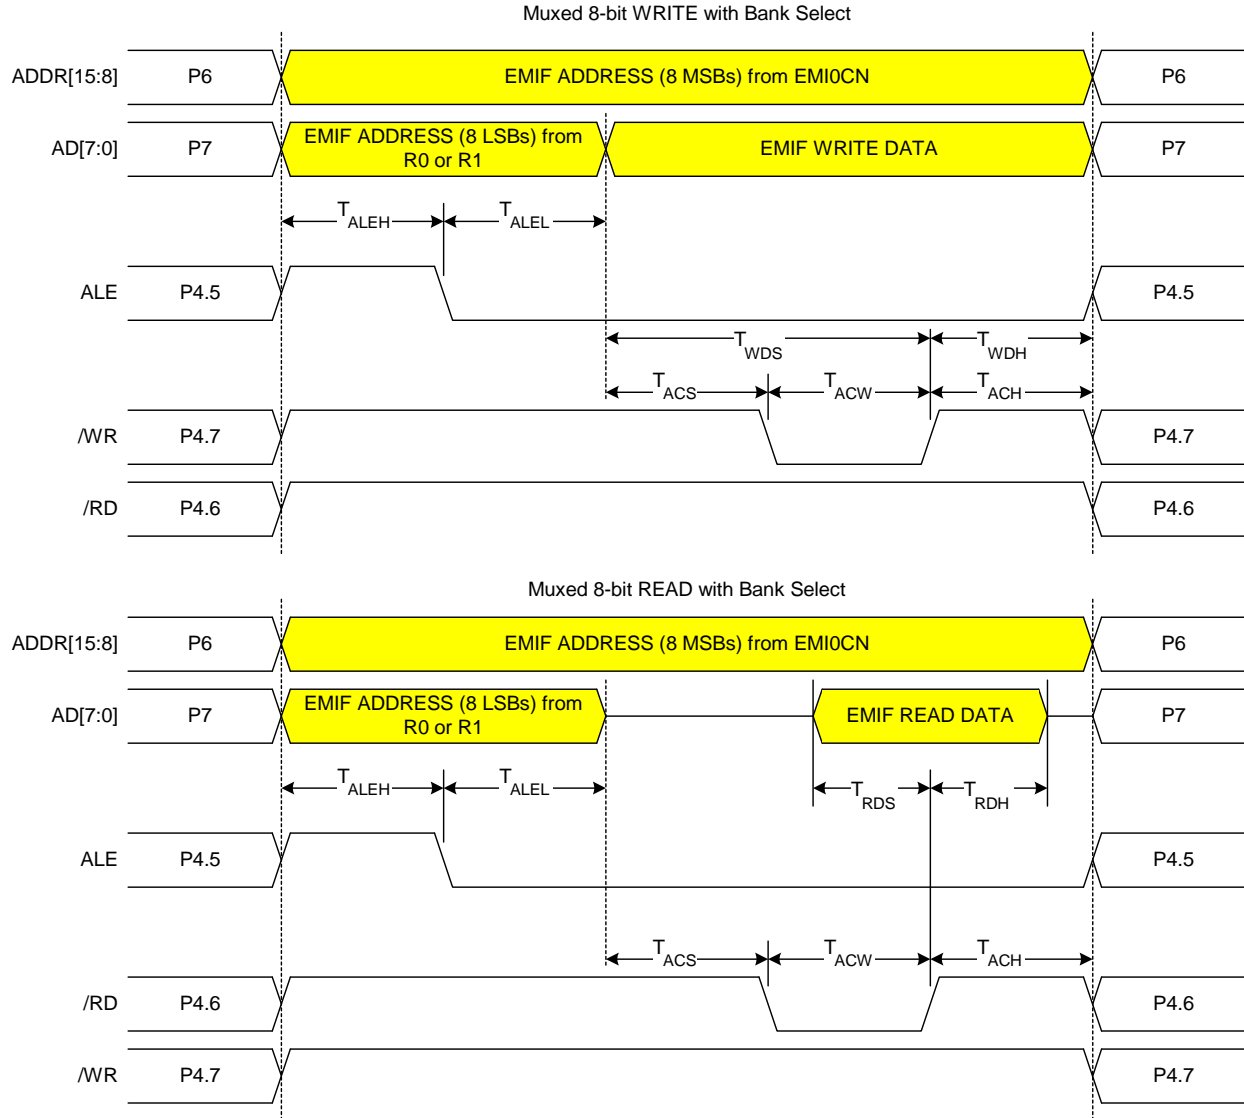 Muxed 8-bit WRITE with Bank Select
ADDR[15:8] P6 EMIF ADDRESS (8 MSBs) from EMI0CN P6
AD[7:0] P7 EMIF ADDRESS (8 LSBs) from
R0 or R1 EMIF WRITE DATA P7
TALEH TALEL
ALE P4.5 P4.5
TWDS TWDH
TACS TACW TACH
/WR P4.7 P4.7
/RD P4.6 P4.6
Muxed 8-bit READ with Bank Select
ADDR[15:8] P6 EMIF ADDRESS (8 MSBs) from EMI0CN P6
AD[7:0] P7 EMIF ADDRESS (8 LSBs) from
R0 or R1 EMIF READ DATA P7
TALEH TALEL TRDS TRDH
ALE P4.5 P4.5
TACS TACW TACH
/RD P4.6 P4.6
/WR P4.7 P4.7